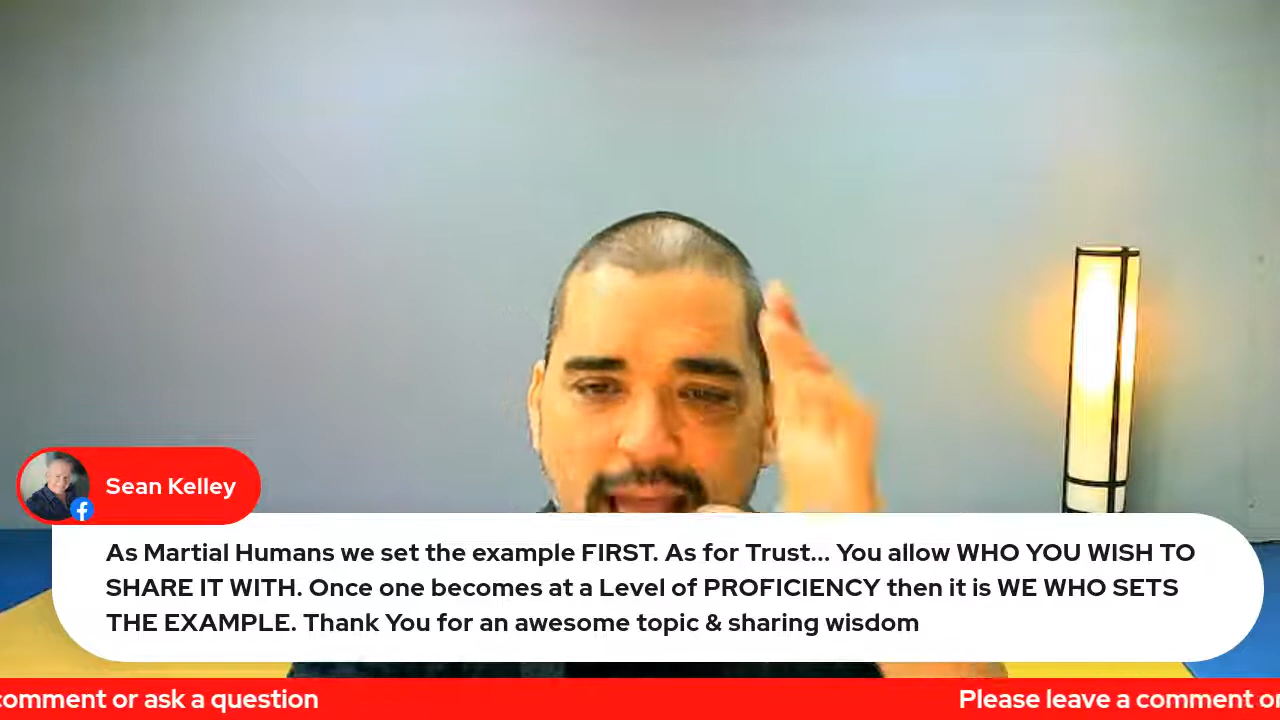 Sean Kelley
As Martial Humans we set the example FIRST. As for Trust... You allow WHO YOU WISH TO
SHARE IT WITH. Once one becomes at a Level of PROFICIENCY then it is WE WHO SETS
THE EXAMPLE. Thank You for an awesome topic & sharing wisdom
comment or ask a question
Please leave a comment or